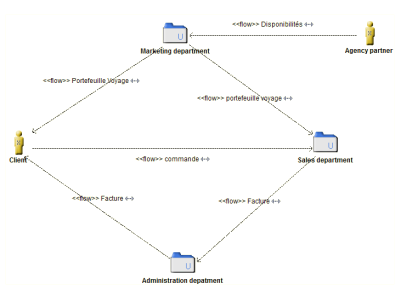 <<flow>> Disponibilités
Marketing department
Agency partner
<<flow>> Portefeuille Voyage
<<flow>> portefeuille voyage
Client
<<flow>> commande
Sales department
<<flow>> Facture
<<flow>> Facture
Administration depatment